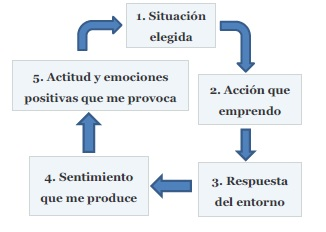 1. Situación
elegida
2. Acción que
emprendo
3. Respuesta
del entorno
4. Sentimiento
que me produce
5. Actitud y emociones
positivas que me provoca